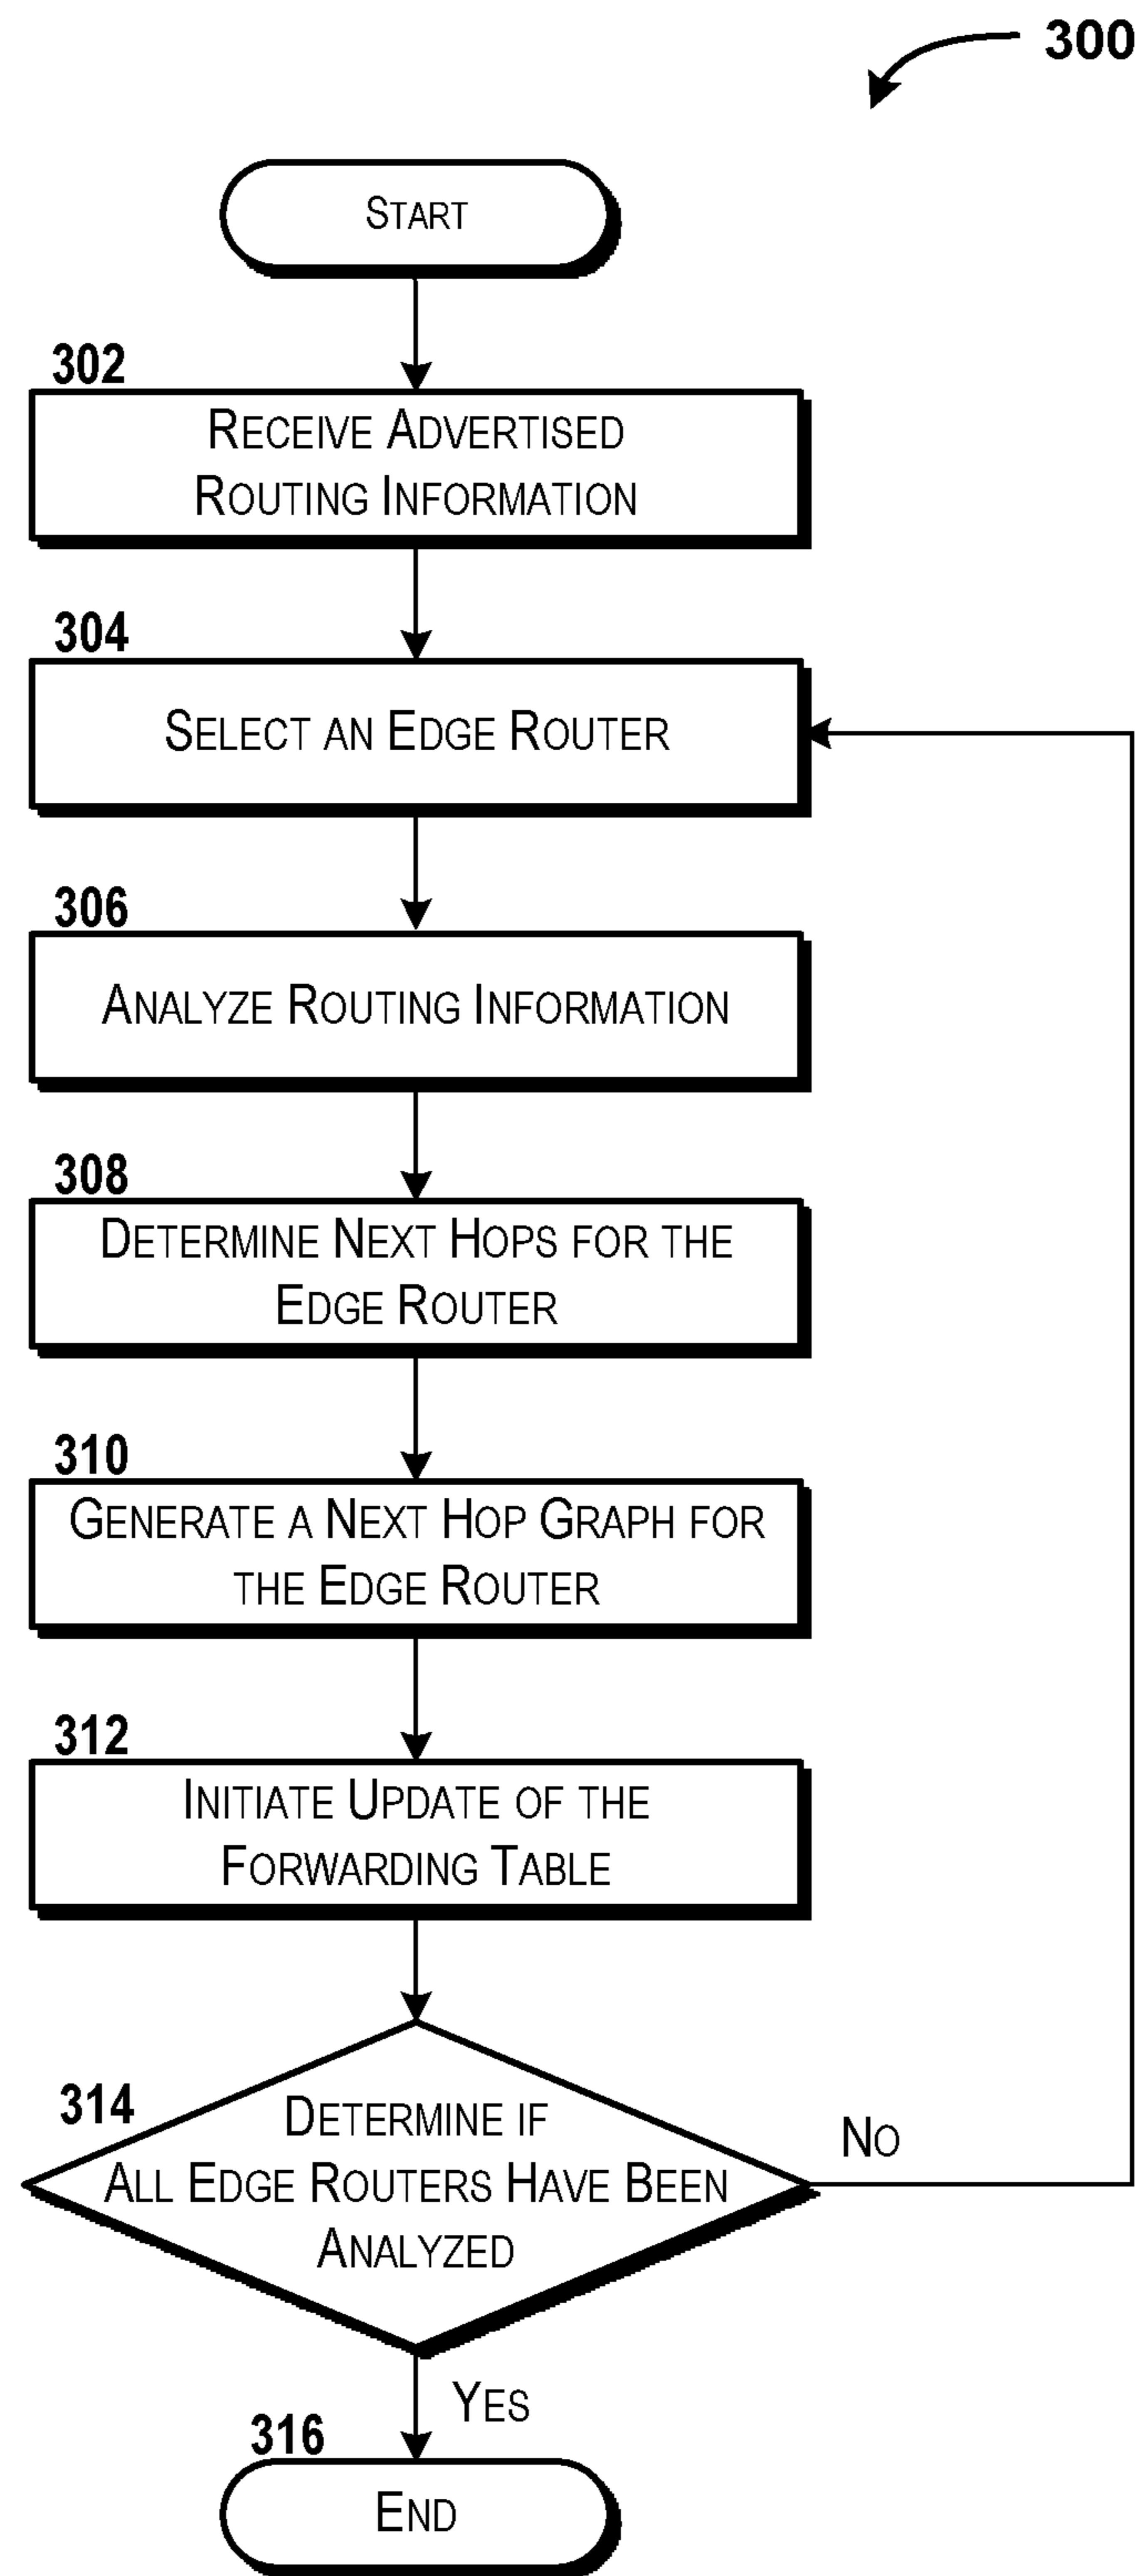 300
START
302
RECEIVE ADVERTISED
ROUTING INFORMATION
304
SELECT AN EDGE ROUTER
306
ANALYZE ROUTING INFORMATION
308
DETERMINE NEXT HOPS FOR THE
EDGE ROUTER
310
GENERATE A NEXT HOP GRAPH FOR
THE EDGE ROUTER
312
INITIATE UPDATE OF THE
FORWARDING TABLE
314
DETERMINE IF
ALL EDGE ROUTERS HAVE BEEN
ANALYZED
NO
YES
316
END